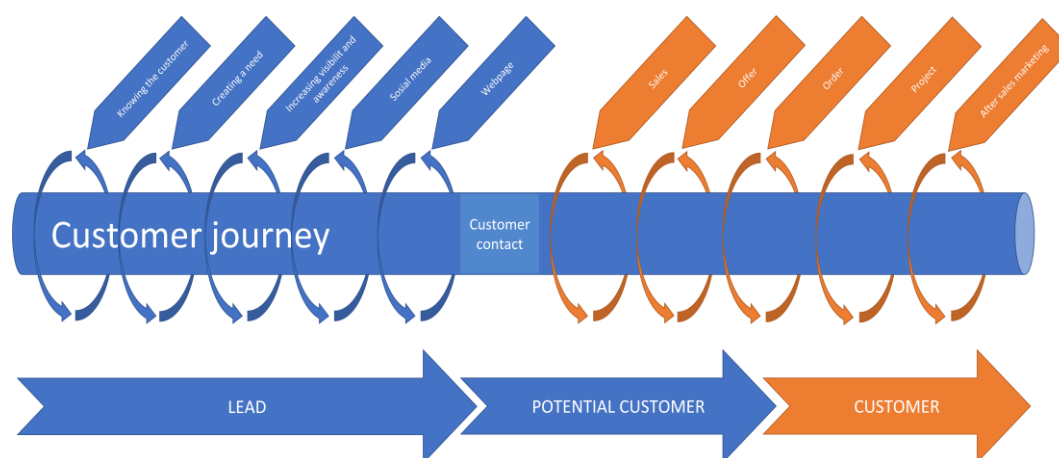 Knowing the customer
Creating a need
Increasing visibilit and
awareness
Sosial media
Webpage
Sales
Offer
Order
Project
After sales marketing
Customer journey
Customer
contact
LEAD
POTENTIAL CUSTOMER
CUSTOMER